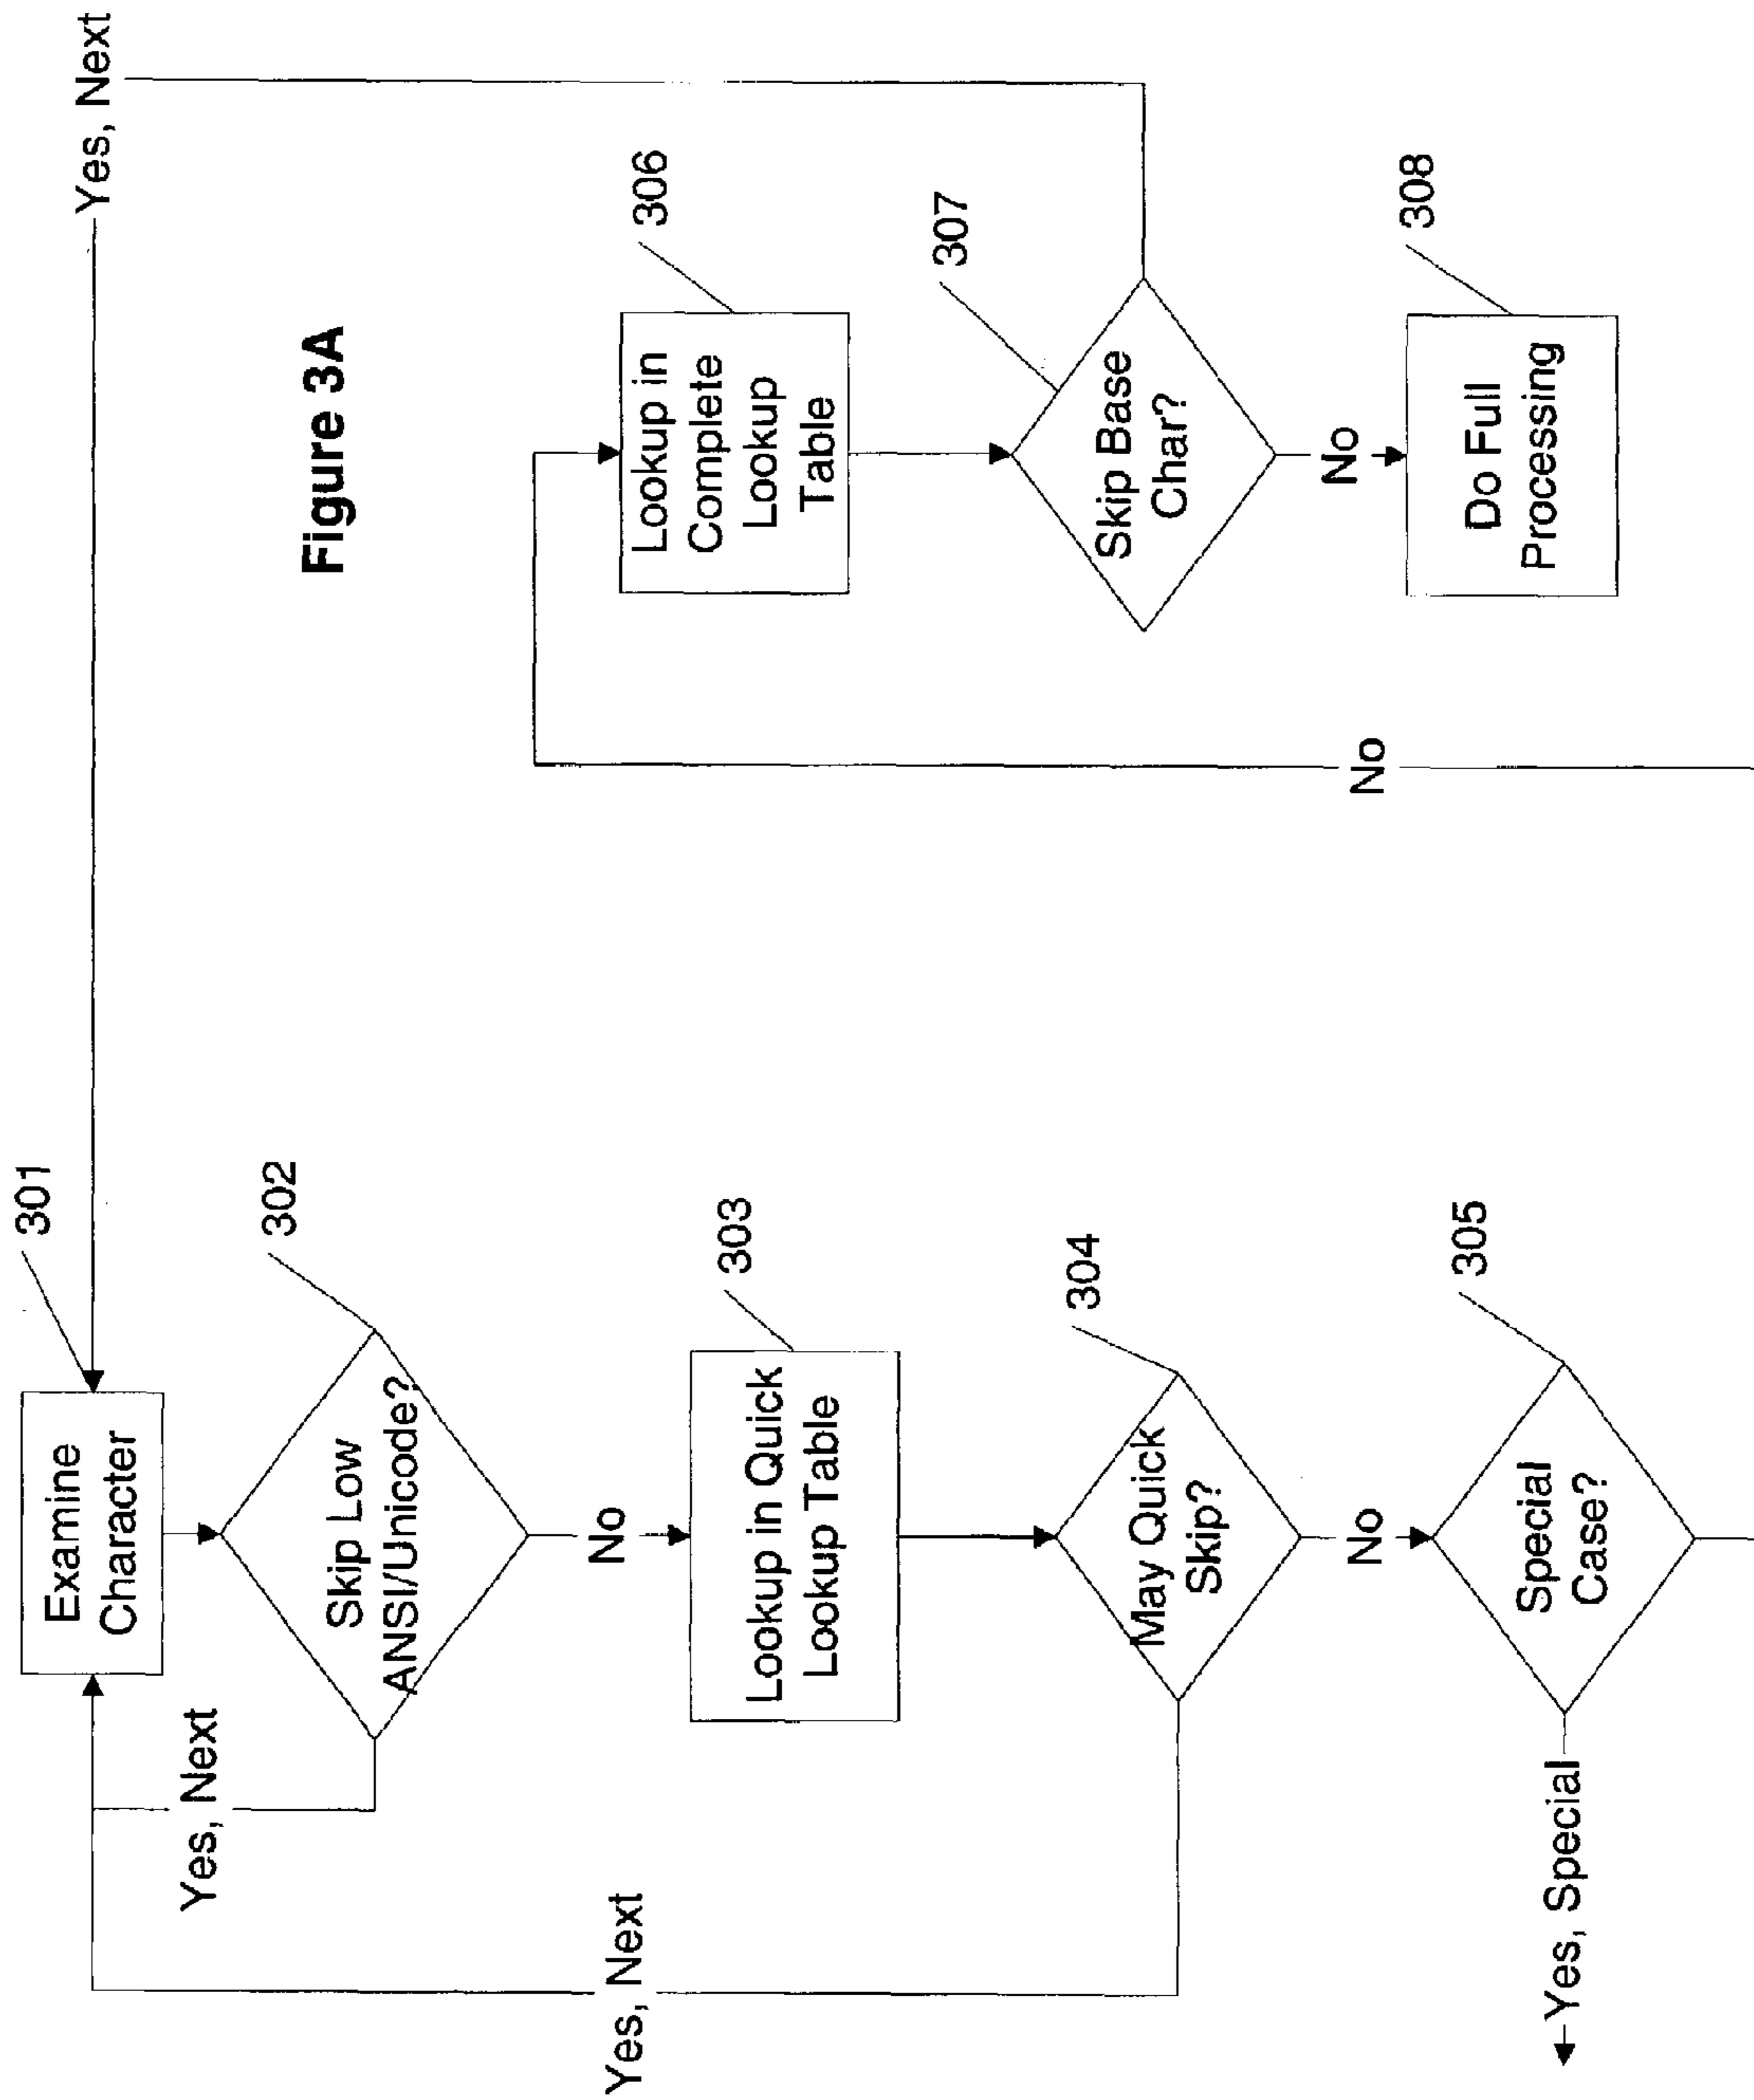 Figure 3A
301
Examine
Character
302
Skip Low
ANSI/Unicode?
Yes, Next
No
303
Lookup in Quick
Lookup Table
304
May Quick
Skip?
Yes, Next
No
305
Special
Case?
Yes, Special
No
306
Lookup in
Complete
Lookup
Table
307
Skip Base
Char?
Yes, Next
No
308
Do Full
Processing